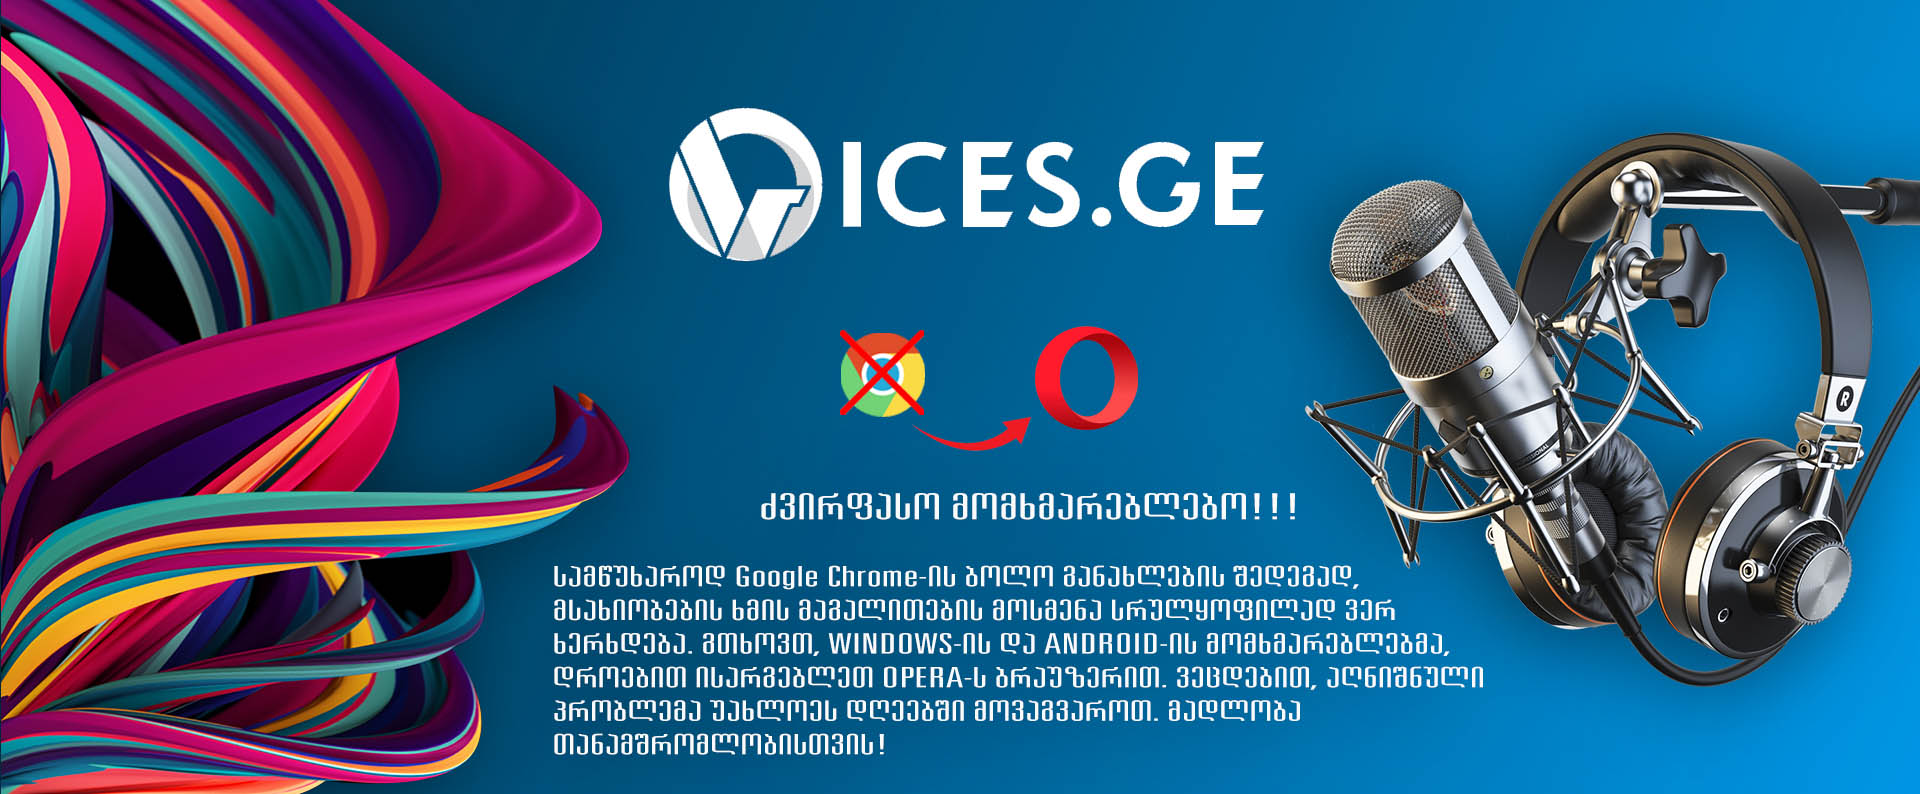 VOICES.GE
ძვირფასო მომხმარებლებო!!!
სამწუხაროდ Google Chrome-ის ბოლო განახლების შედეგად,
მსახიობების ხმის მაგალითების მოსმენა სრულყოფილად ვერ
ხერხდება. გთხოვთ, WINDOWS-ის და ANDROID-ის მომხმარებლებმა,
დროებით ისარგებლეთ OPERA-ს ბრაუზერით. ვეცდებით, აღნიშნული
პრობლემა უახლოეს დღეებში მოვაგვაროთ. მადლობა
თანამშრომლობისთვის!
R